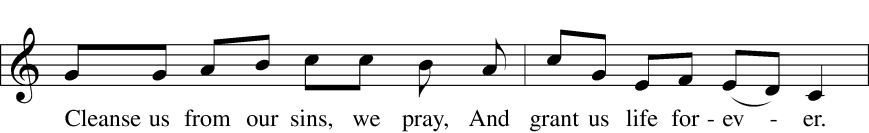 Cleanse us from our sins, we pray, And grant us life for - ev - er.